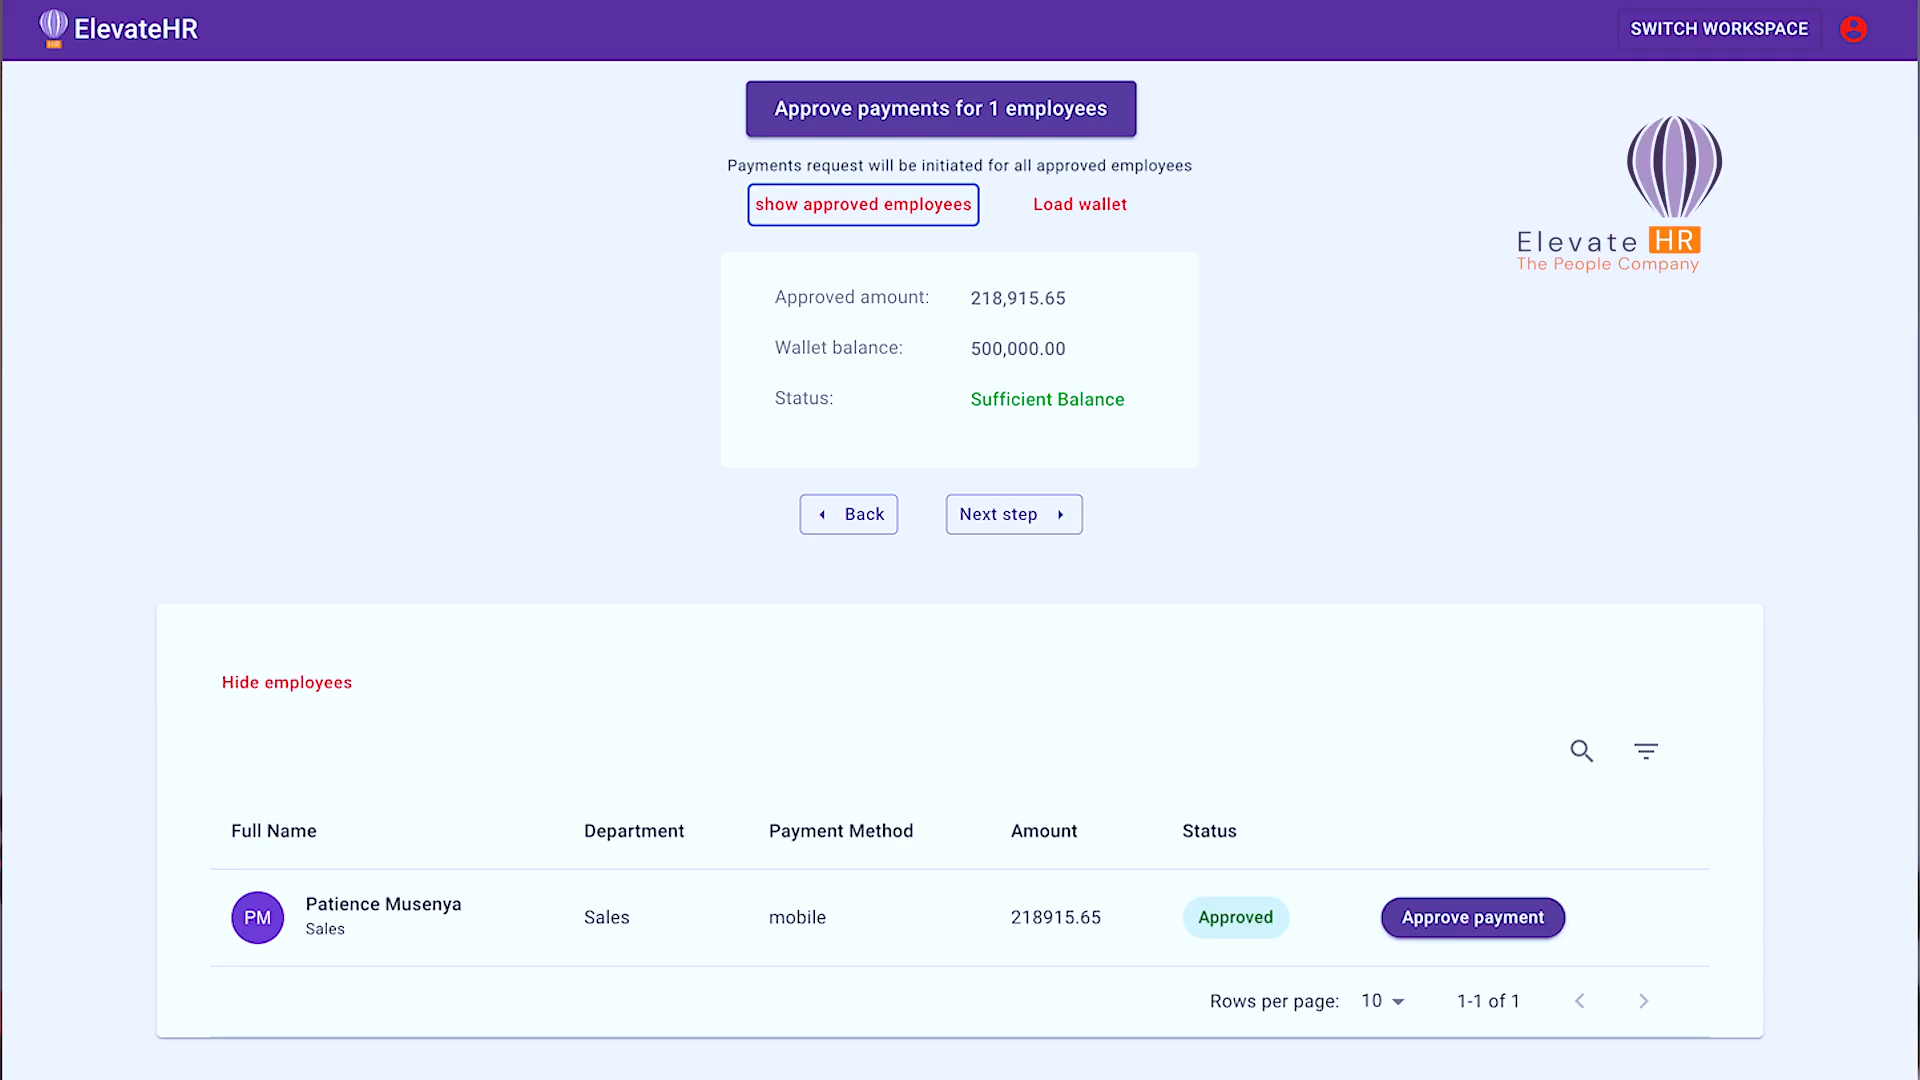 ElevateHR
SWITCH WORKSPACE
Approve payments for 1 employees
Payments request will be initiated for all approved employees
show approved employees
Load wallet
Elevate HR
The People Company
Approved amount: 218,915.65
Wallet balance: 500,000.00
Status: Sufficient Balance
Back
Next step
Hide employees
Full Name Department Payment Method Amount Status
PM Patience Musenya Sales mobile 218915.65 Approved Approve payment
Sales
Rows per page: 10 1-1 of 1